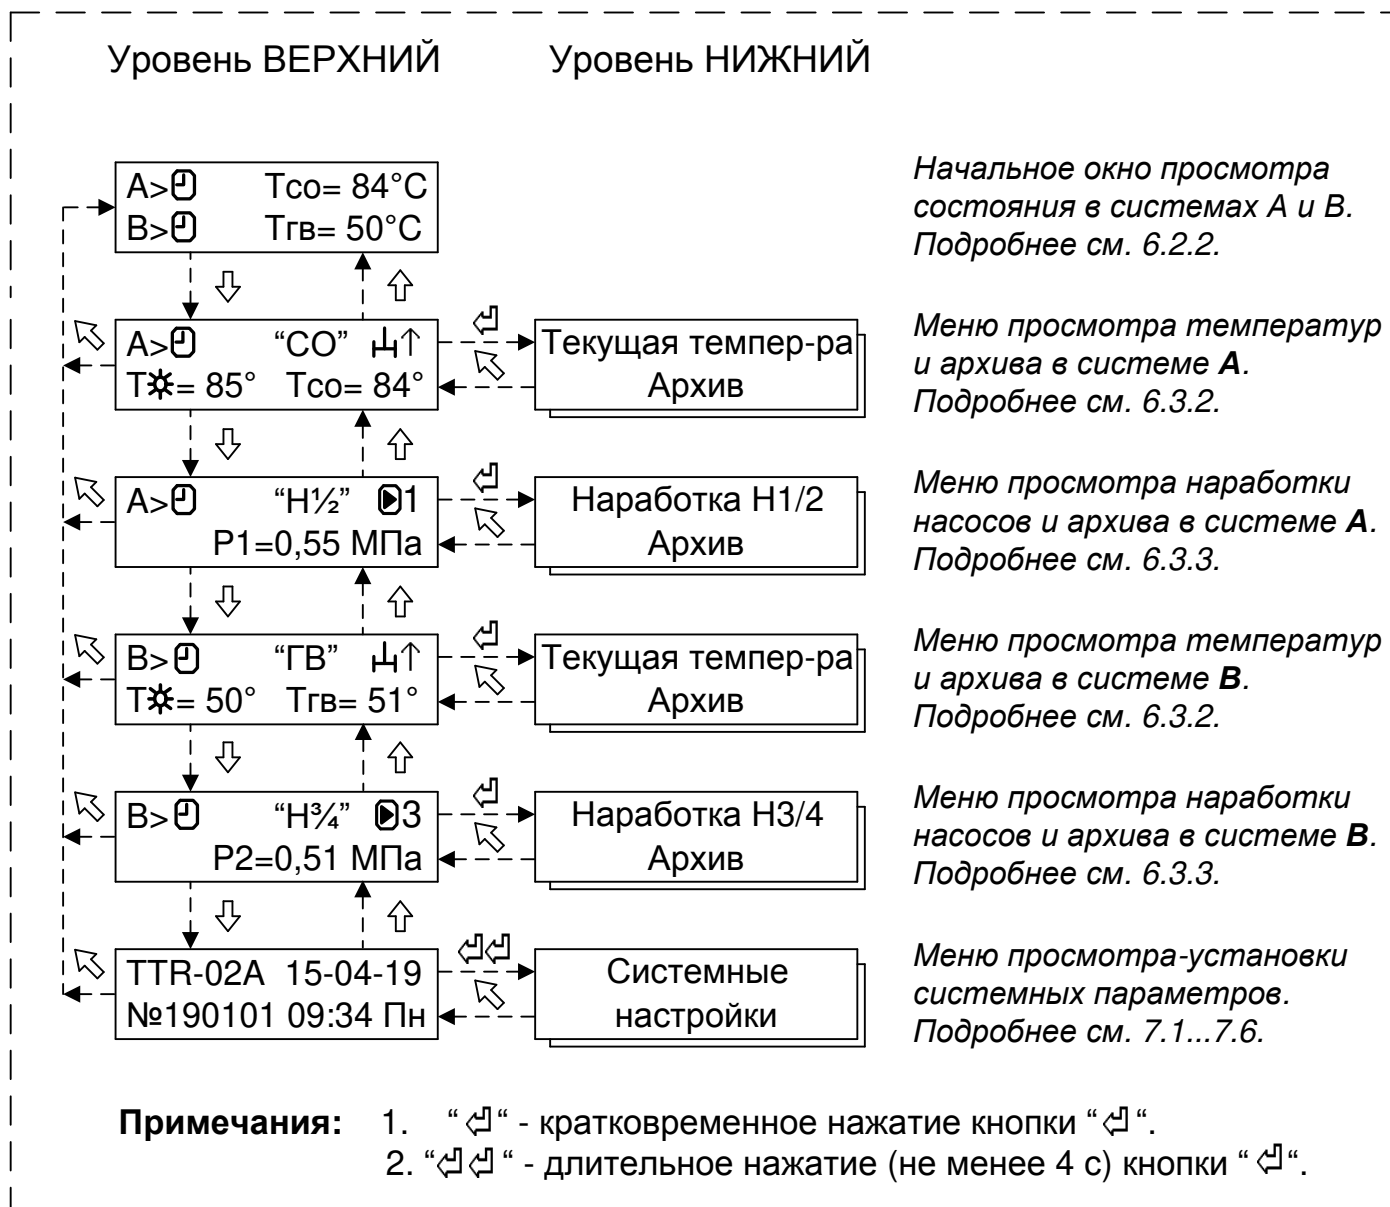 Уровень ВЕРХНИЙ Уровень НИЖНИЙ
A> Тсо= 84°C
B> Тгв= 50°C
Начальное окно просмотра
состояния в системах А и В.
Подробнее см. 6.2.2.
A> “СО” ↑
T☼= 85° Тсо= 84°
Текущая темпер-ра
Архив
Меню просмотра температур
и архива в системе А.
Подробнее см. 6.3.2.
A> “Н½” 1
P1=0,55 МПа
Наработка Н1/2
Архив
Меню просмотра наработки
насосов и архива в системе А.
Подробнее см. 6.3.3.
B> “ГВ” ↑
T☼= 50° Тгв= 51°
Текущая темпер-ра
Архив
Меню просмотра температур
и архива в системе В.
Подробнее см. 6.3.2.
B> “Н¾” 3
P2=0,51 МПа
Наработка Н3/4
Архив
Меню просмотра наработки
насосов и архива в системе В.
Подробнее см. 6.3.3.
TTR-02A 15-04-19
№190101 09:34 Пн
Системные
настройки
Меню просмотра-установки
системных параметров.
Подробнее см. 7.1...7.6.
Примечания: 1. “⏎“ - кратковременное нажатие кнопки “⏎“.
2. “⏎⏎“ - длительное нажатие (не менее 4 с) кнопки “⏎“.